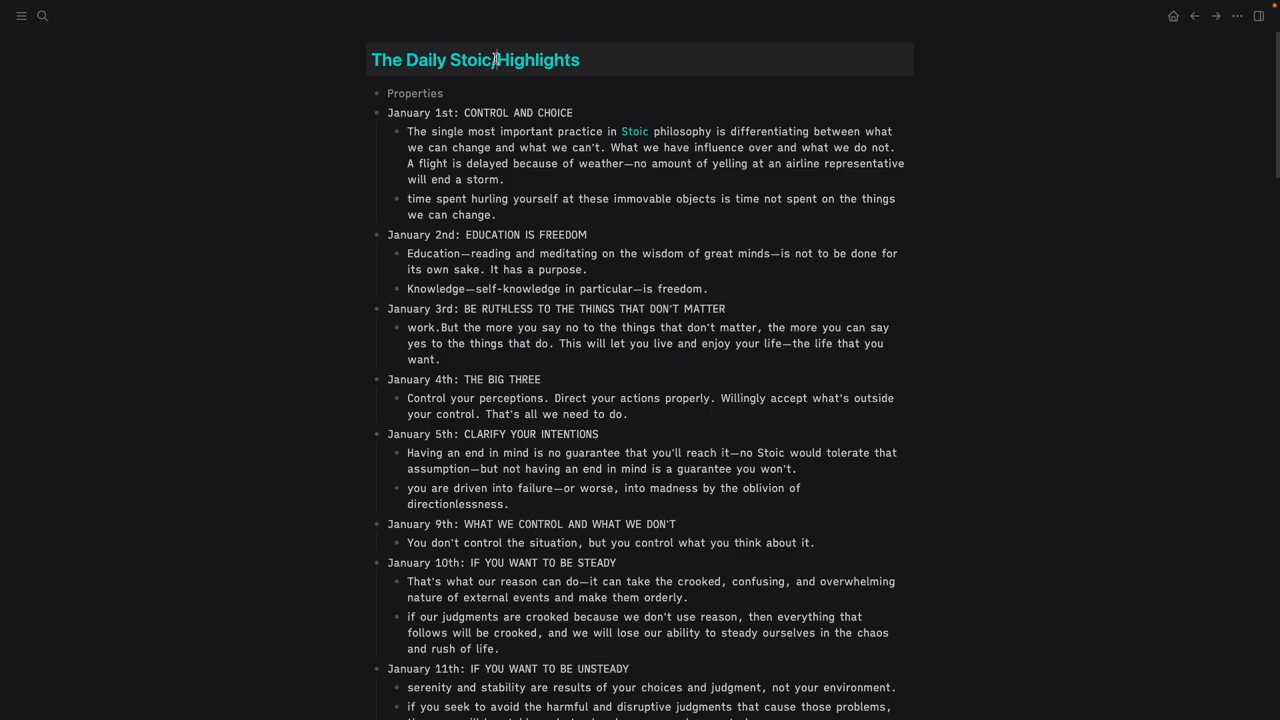 The Daily Stoic/Highlights
Properties
January 1st: CONTROL AND CHOICE
The single most important practice in Stoic philosophy is differentiating between what
we can change and what we can't. What we have influence over and what we do not.
A flight is delayed because of weather—no amount of yelling at an airline representative
will end a storm.
time spent hurling yourself at these immovable objects is time not spent on the things
we can change.
January 2nd: EDUCATION IS FREEDOM
Education—reading and meditating on the wisdom of great minds—is not to be done for
its own sake. It has a purpose.
Knowledge—self-knowledge in particular—is freedom.
January 3rd: BE RUTHLESS TO THE THINGS THAT DON'T MATTER
work.But the more you say no to the things that don't matter, the more you can say
yes to the things that do. This will let you live and enjoy your life—the life that you
want.
January 4th: THE BIG THREE
Control your perceptions. Direct your actions properly. Willingly accept what's outside
your control. That's all we need to do.
January 5th: CLARIFY YOUR INTENTIONS
Having an end in mind is no guarantee that you'll reach it—no Stoic would tolerate that
assumption—but not having an end in mind is a guarantee you won't.
you are driven into failure—or worse, into madness by the oblivion of
directionlessness.
January 9th: WHAT WE CONTROL AND WHAT WE DON'T
You don't control the situation, but you control what you think about it.
January 10th: IF YOU WANT TO BE STEADY
That's what our reason can do—it can take the crooked, confusing, and overwhelming
nature of external events and make them orderly.
if our judgments are crooked because we don't use reason, then everything that
follows will be crooked, and we will lose our ability to steady ourselves in the chaos
and rush of life.
January 11th: IF YOU WANT TO BE UNSTEADY
serenity and stability are results of your choices and judgment, not your environment.
if you seek to avoid the harmful and disruptive judgments that cause those problems,